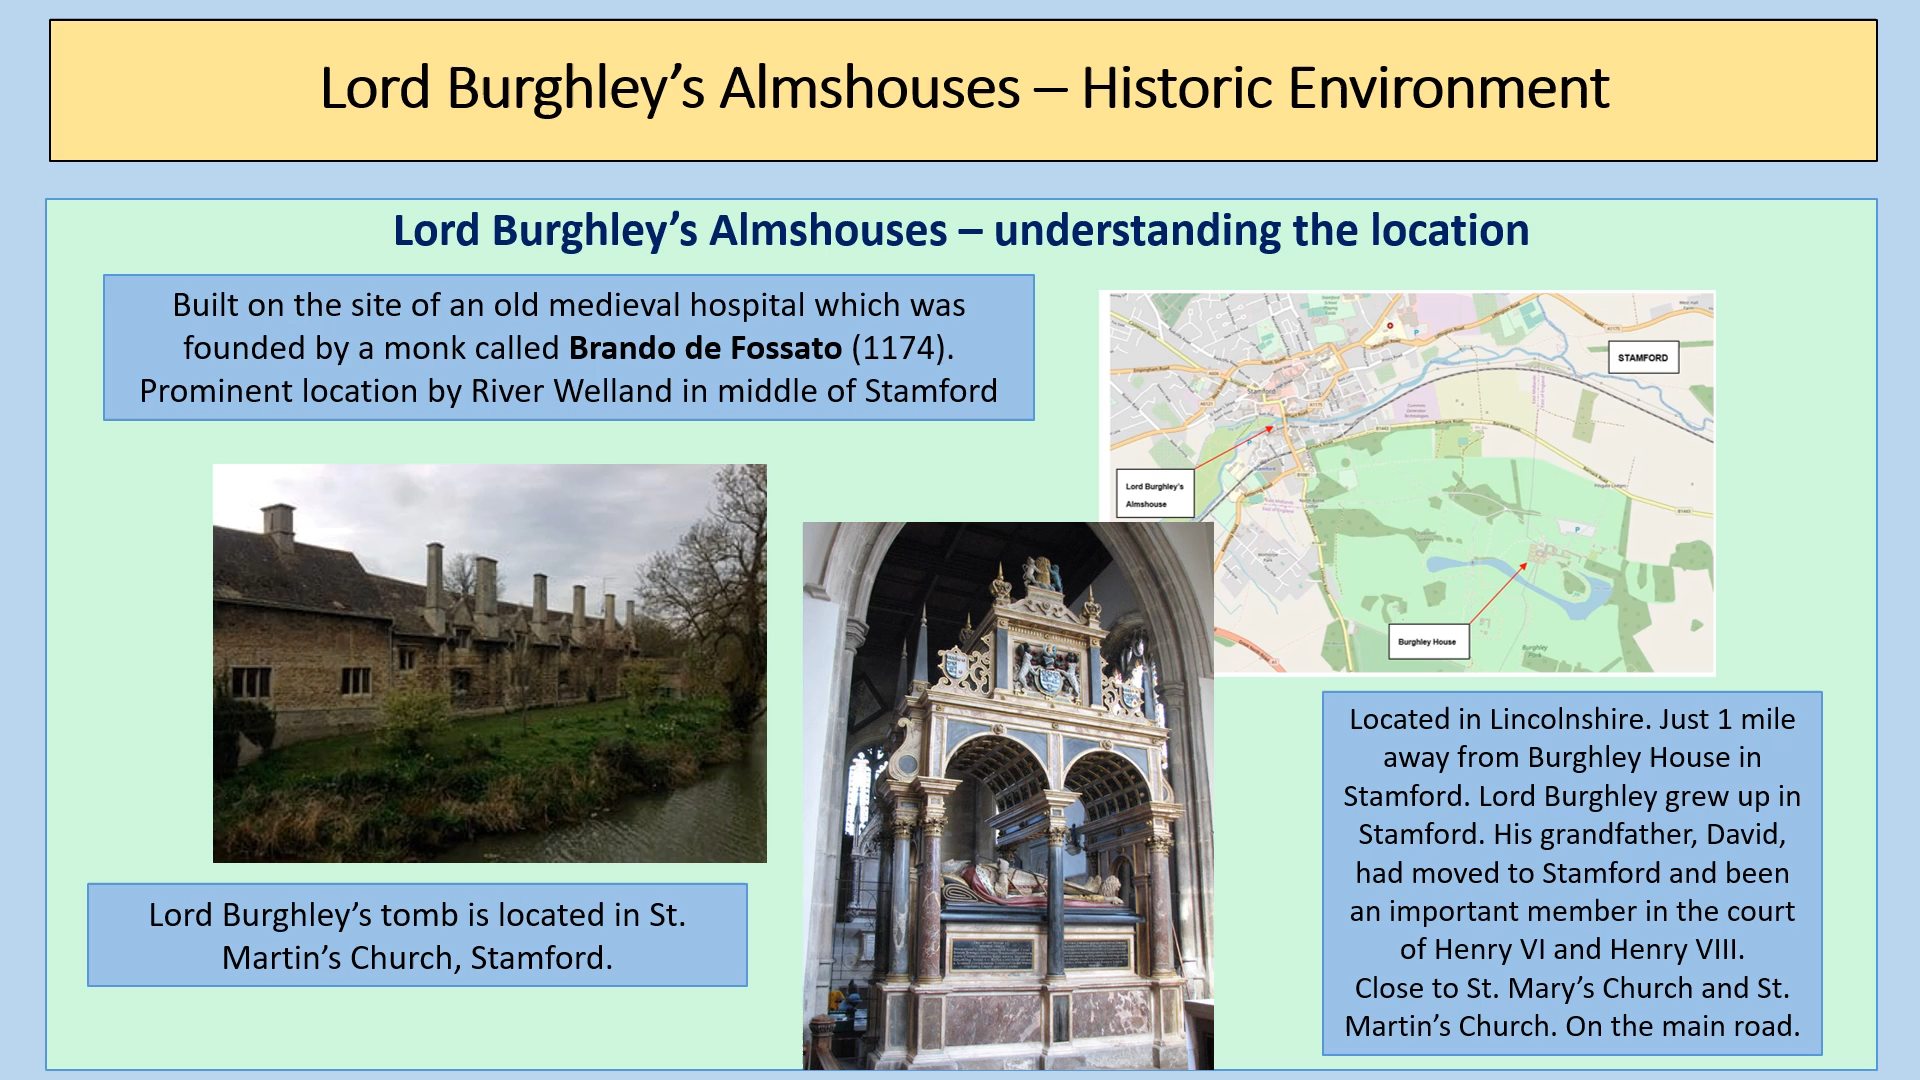 Lord Burghley’s Almshouses – Historic Environment
Lord Burghley’s Almshouses – understanding the location
Built on the site of an old medieval hospital which was
founded by a monk called Brando de Fossato (1174).
Prominent location by River Welland in middle of Stamford
STAMFORD
Stamford
Lord Burghley's
Almshouse
Burghley House
Burghley
Park
Lord Burghley’s tomb is located in St.
Martin’s Church, Stamford.
Located in Lincolnshire. Just 1 mile
away from Burghley House in
Stamford. Lord Burghley grew up in
Stamford. His grandfather, David,
had moved to Stamford and been
an important member in the court
of Henry VI and Henry VIII.
Close to St. Mary’s Church and St.
Martin’s Church. On the main road.